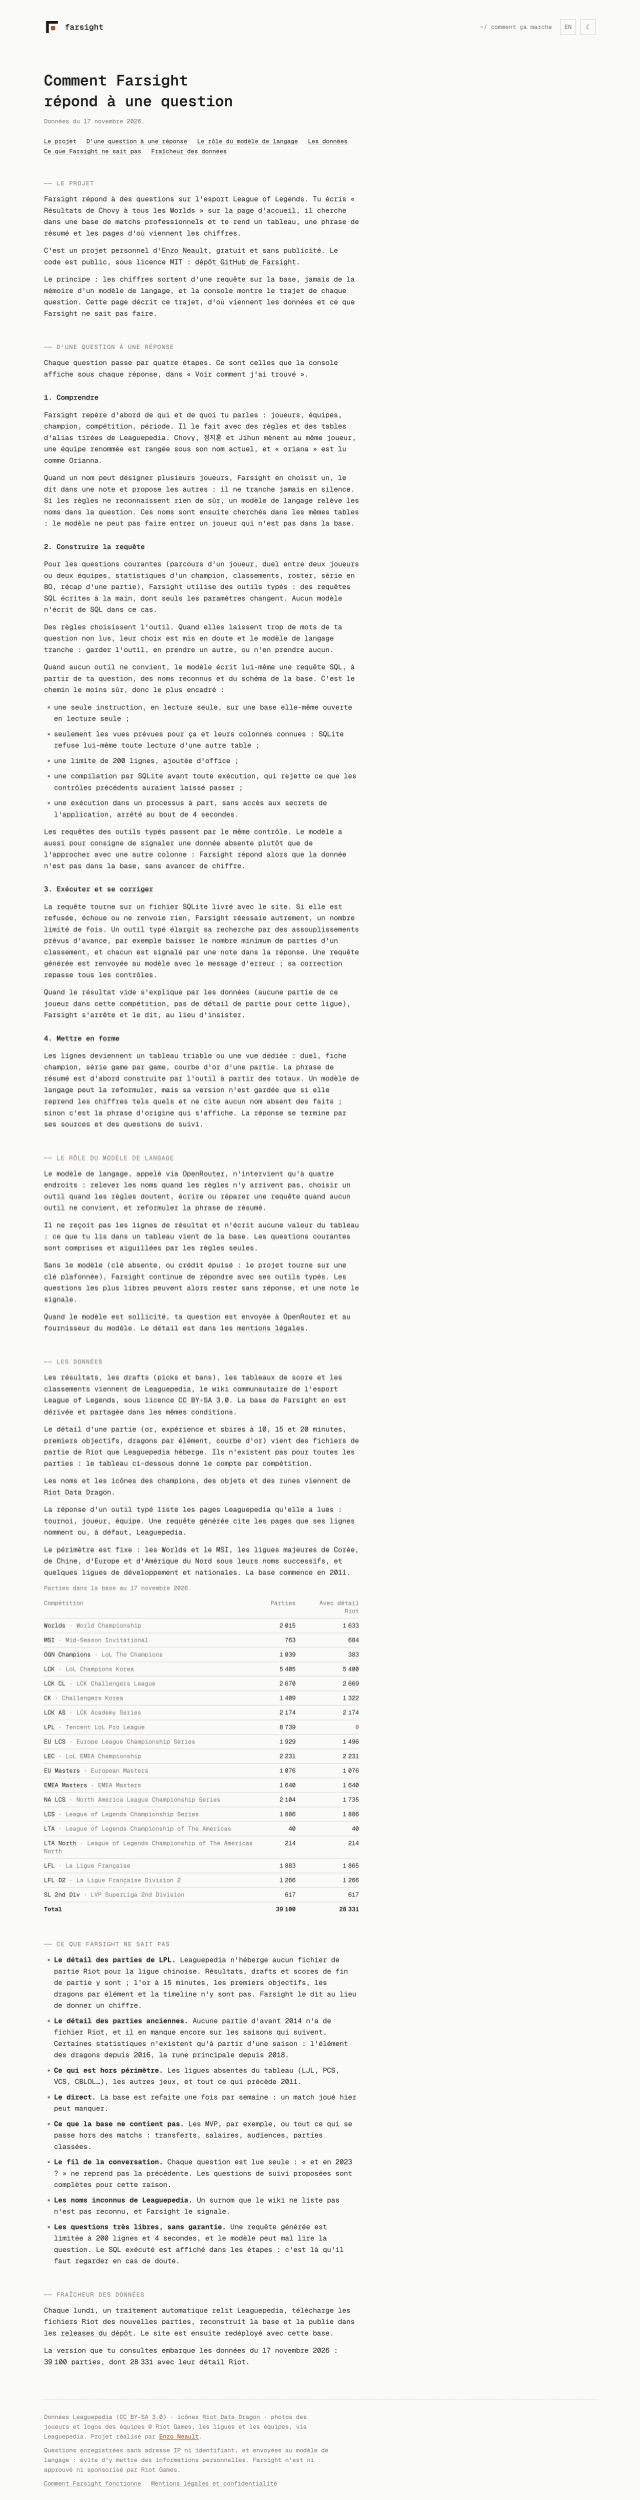 farsight
~/ comment ça marche
EN
☾
Comment Farsight
répond à une question
Données du 17 novembre 2026.
Le projet D'une question à une réponse Le rôle du modèle de langage Les données
Ce que Farsight ne sait pas Fraîcheur des données
—— LE PROJET
Farsight répond à des questions sur l'esport League of Legends. Tu écris «
Résultats de Chovy à tous les Worlds » sur la page d'accueil, il cherche
dans une base de matchs professionnels et te rend un tableau, une phrase de
résumé et les pages d'où viennent les chiffres.
C'est un projet personnel d'Enzo Neault, gratuit et sans publicité. Le
code est public, sous licence MIT : dépôt GitHub de Farsight.
Le principe : les chiffres sortent d'une requête sur la base, jamais de la
mémoire d'un modèle de langage, et la console montre le trajet de chaque
question. Cette page décrit ce trajet, d'où viennent les données et ce que
Farsight ne sait pas faire.
—— D'UNE QUESTION À UNE RÉPONSE
Chaque question passe par quatre étapes. Ce sont celles que la console
affiche sous chaque réponse, dans « Voir comment j'ai trouvé ».
1. Comprendre
Farsight repère d'abord de qui et de quoi tu parles : joueurs, équipes,
champion, compétition, période. Il le fait avec des règles et des tables
d'alias tirées de Leaguepedia. Chovy, 정지훈 et Jihun mènent au même joueur,
une équipe renommée est rangée sous son nom actuel, et « oriana » est lu
comme Orianna.
Quand un nom peut désigner plusieurs joueurs, Farsight en choisit un, le
dit dans une note et propose les autres : il ne tranche jamais en silence.
Si les règles ne reconnaissent rien de sûr, un modèle de langage relève les
noms dans la question. Ces noms sont ensuite cherchés dans les mêmes tables
: le modèle ne peut pas faire entrer un joueur qui n'est pas dans la base.
2. Construire la requête
Pour les questions courantes (parcours d'un joueur, duel entre deux joueurs
ou deux équipes, statistiques d'un champion, classements, roster, série en
BO, récap d'une partie), Farsight utilise des outils typés : des requêtes
SQL écrites à la main, dont seuls les paramètres changent. Aucun modèle
n'écrit de SQL dans ce cas.
Des règles choisissent l'outil. Quand elles laissent trop de mots de ta
question non lus, leur choix est mis en doute et le modèle de langage
tranche : garder l'outil, en prendre un autre, ou n'en prendre aucun.
Quand aucun outil ne convient, le modèle écrit lui-même une requête SQL, à
partir de ta question, des noms reconnus et du schéma de la base. C'est le
chemin le moins sûr, donc le plus encadré :
une seule instruction, en lecture seule, sur une base elle-même ouverte
en lecture seule ;
seulement les vues prévues pour ça et leurs colonnes connues : SQLite
refuse lui-même toute lecture d'une autre table ;
une limite de 200 lignes, ajoutée d'office ;
une compilation par SQLite avant toute exécution, qui rejette ce que les
contrôles précédents auraient laissé passer ;
une exécution dans un processus à part, sans accès aux secrets de
l'application, arrêté au bout de 4 secondes.
Les requêtes des outils typés passent par le même contrôle. Le modèle a
aussi pour consigne de signaler une donnée absente plutôt que de
l'approcher avec une autre colonne : Farsight répond alors que la donnée
n'est pas dans la base, sans avancer de chiffre.
3. Exécuter et se corriger
La requête tourne sur un fichier SQLite livré avec le site. Si elle est
refusée, échoue ou ne renvoie rien, Farsight réessaie autrement, un nombre
limité de fois. Un outil typé élargit sa recherche par des assouplissements
prévus d'avance, par exemple baisser le nombre minimum de parties d'un
classement, et chacun est signalé par une note dans la réponse. Une requête
générée est renvoyée au modèle avec le message d'erreur ; sa correction
repasse tous les contrôles.
Quand le résultat vide s'explique par les données (aucune partie de ce
joueur dans cette compétition, pas de détail de partie pour cette ligue),
Farsight s'arrête et le dit, au lieu d'insister.
4. Mettre en forme
Les lignes deviennent un tableau triable ou une vue dédiée : duel, fiche
champion, série game par game, courbe d'or d'une partie. La phrase de
résumé est d'abord construite par l'outil à partir des totaux. Un modèle de
langage peut la reformuler, mais sa version n'est gardée que si elle
reprend les chiffres tels quels et ne cite aucun nom absent des faits ;
sinon c'est la phrase d'origine qui s'affiche. La réponse se termine par
ses sources et des questions de suivi.
—— LE RÔLE DU MODÈLE DE LANGAGE
Le modèle de langage, appelé via OpenRouter, n'intervient qu'à quatre
endroits : relever les noms quand les règles n'y arrivent pas, choisir un
outil quand les règles doutent, écrire ou réparer une requête quand aucun
outil ne convient, et reformuler la phrase de résumé.
Il ne reçoit pas les lignes de résultat et n'écrit aucune valeur du tableau
: ce que tu lis dans un tableau vient de la base. Les questions courantes
sont comprises et aiguillées par les règles seules.
Sans le modèle (clé absente, ou crédit épuisé : le projet tourne sur une
clé plafonnée), Farsight continue de répondre avec ses outils typés. Les
questions les plus libres peuvent alors rester sans réponse, et une note le
signale.
Quand le modèle est sollicité, ta question est envoyée à OpenRouter et au
fournisseur du modèle. Le détail est dans les mentions légales.
—— LES DONNÉES
Les résultats, les drafts (picks et bans), les tableaux de score et les
classements viennent de Leaguepedia, le wiki communautaire de l'esport
League of Legends, sous licence CC BY-SA 3.0. La base de Farsight en est
dérivée et partagée dans les mêmes conditions.
Le détail d'une partie (or, expérience et sbires à 10, 15 et 20 minutes,
premiers objectifs, dragons par élément, courbe d'or) vient des fichiers de
partie de Riot que Leaguepedia héberge. Ils n'existent pas pour toutes les
parties : le tableau ci-dessous donne le compte par compétition.
Les noms et les icônes des champions, des objets et des runes viennent de
Riot Data Dragon.
La réponse d'un outil typé liste les pages Leaguepedia qu'elle a lues :
tournoi, joueur, équipe. Une requête générée cite les pages que ses lignes
nomment ou, à défaut, Leaguepedia.
Le périmètre est fixe : les Worlds et le MSI, les ligues majeures de Corée,
de Chine, d'Europe et d'Amérique du Nord sous leurs noms successifs, et
quelques ligues de développement et nationales. La base commence en 2011.
Parties dans la base au 17 novembre 2026.
Compétition Parties Avec détail
Riot
Worlds · World Championship 2 015 1 633
MSI · Mid-Season Invitational 763 684
OGN Champions · LoL The Champions 1 039 383
LCK · LoL Champions Korea 5 405 5 400
LCK CL · LCK Challengers League 2 670 2 669
CK · Challengers Korea 1 409 1 322
LCK AS · LCK Academy Series 2 174 2 174
LPL · Tencent LoL Pro League 8 739 0
EU LCS · Europe League Championship Series 1 929 1 496
LEC · LoL EMEA Championship 2 231 2 231
EU Masters · European Masters 1 076 1 076
EMEA Masters · EMEA Masters 1 640 1 640
NA LCS · North America League Championship Series 2 104 1 735
LCS · League of Legends Championship Series 1 886 1 886
LTA · League of Legends Championship of The Americas 40 40
LTA North · League of Legends Championship of The Americas 214 214
North
LFL · La Ligue Française 1 883 1 865
LFL D2 · La Ligue Française Division 2 1 266 1 266
SL 2nd Div · LVP SuperLiga 2nd Division 617 617
Total 39 100 28 331
—— CE QUE FARSIGHT NE SAIT PAS
Le détail des parties de LPL. Leaguepedia n'héberge aucun fichier de
partie Riot pour la ligue chinoise. Résultats, drafts et scores de fin
de partie y sont ; l'or à 15 minutes, les premiers objectifs, les
dragons par élément et la timeline n'y sont pas. Farsight le dit au lieu
de donner un chiffre.
Le détail des parties anciennes. Aucune partie d'avant 2014 n'a de
fichier Riot, et il en manque encore sur les saisons qui suivent.
Certaines statistiques n'existent qu'à partir d'une saison : l'élément
des dragons depuis 2016, la rune principale depuis 2018.
Ce qui est hors périmètre. Les ligues absentes du tableau (LJL, PCS,
VCS, CBLOL…), les autres jeux, et tout ce qui précède 2011.
Le direct. La base est refaite une fois par semaine : un match joué hier
peut manquer.
Ce que la base ne contient pas. Les MVP, par exemple, ou tout ce qui se
passe hors des matchs : transferts, salaires, audiences, parties
classées.
Le fil de la conversation. Chaque question est lue seule : « et en 2023
? » ne reprend pas la précédente. Les questions de suivi proposées sont
complètes pour cette raison.
Les noms inconnus de Leaguepedia. Un surnom que le wiki ne liste pas
n'est pas reconnu, et Farsight le signale.
Les questions très libres, sans garantie. Une requête générée est
limitée à 200 lignes et 4 secondes, et le modèle peut mal lire la
question. Le SQL exécuté est affiché dans les étapes : c'est là qu'il
faut regarder en cas de doute.
—— FRAÎCHEUR DES DONNÉES
Chaque lundi, un traitement automatique relit Leaguepedia, télécharge les
fichiers Riot des nouvelles parties, reconstruit la base et la publie dans
les releases du dépôt. Le site est ensuite redéployé avec cette base.
La version que tu consultes embarque les données du 17 novembre 2026 :
39 100 parties, dont 28 331 avec leur détail Riot.
Données Leaguepedia (CC BY-SA 3.0) · icônes Riot Data Dragon · photos des
joueurs et logos des équipes © Riot Games, les ligues et les équipes, via
Leaguepedia. Projet réalisé par Enzo Neault.
Questions enregistrées sans adresse IP ni identifiant, et envoyées au modèle de
langage : évite d'y mettre des informations personnelles. Farsight n'est ni
approuvé ni sponsorisé par Riot Games.
Comment Farsight fonctionne Mentions légales et confidentialité